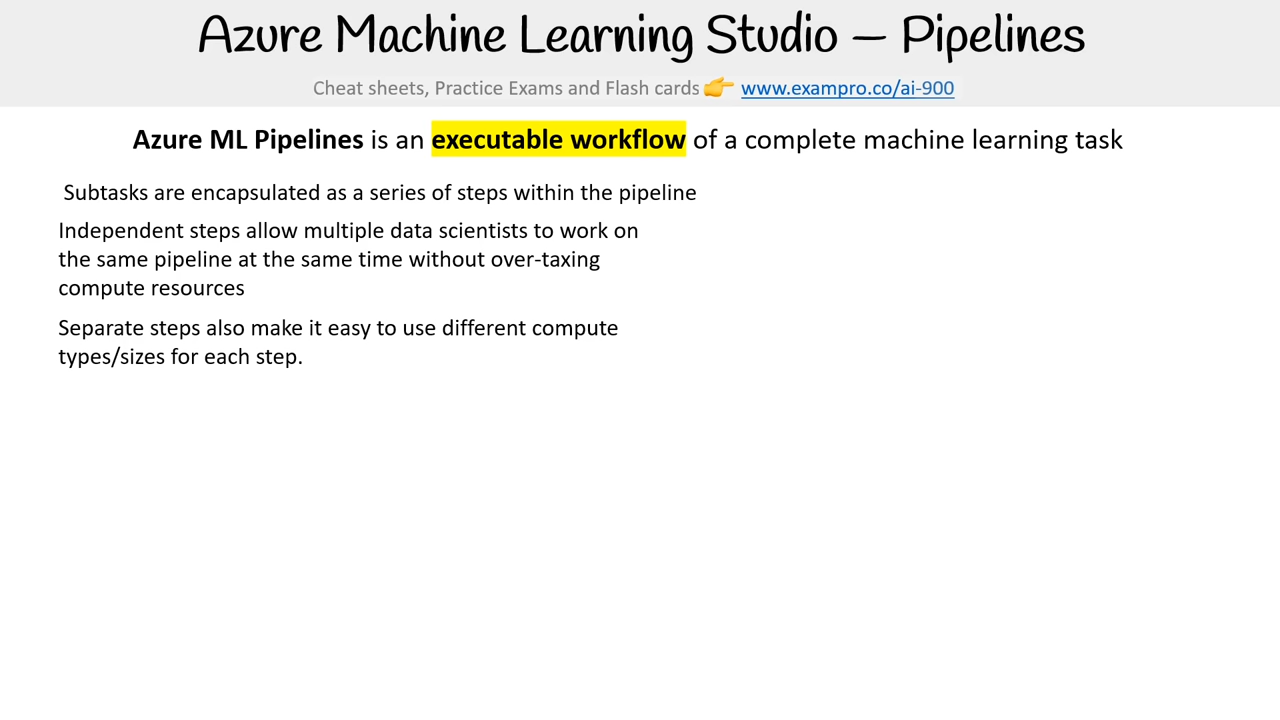 Azure Machine Learning Studio – Pipelines
Cheat sheets, Practice Exams and Flash cards 👉 www.exampro.co/ai-900
Azure ML Pipelines is an executable workflow of a complete machine learning task
Subtasks are encapsulated as a series of steps within the pipeline
Independent steps allow multiple data scientists to work on
the same pipeline at the same time without over-taxing
compute resources
Separate steps also make it easy to use different compute
types/sizes for each step.